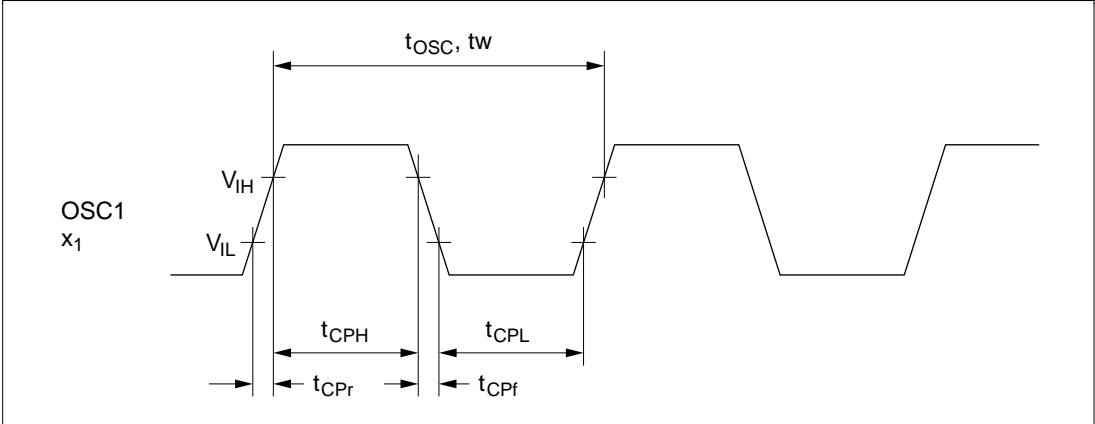 tOSC, tw
VIH
OSC1
x1
VIL
tCPH
tCPL
tCPr
tCPf